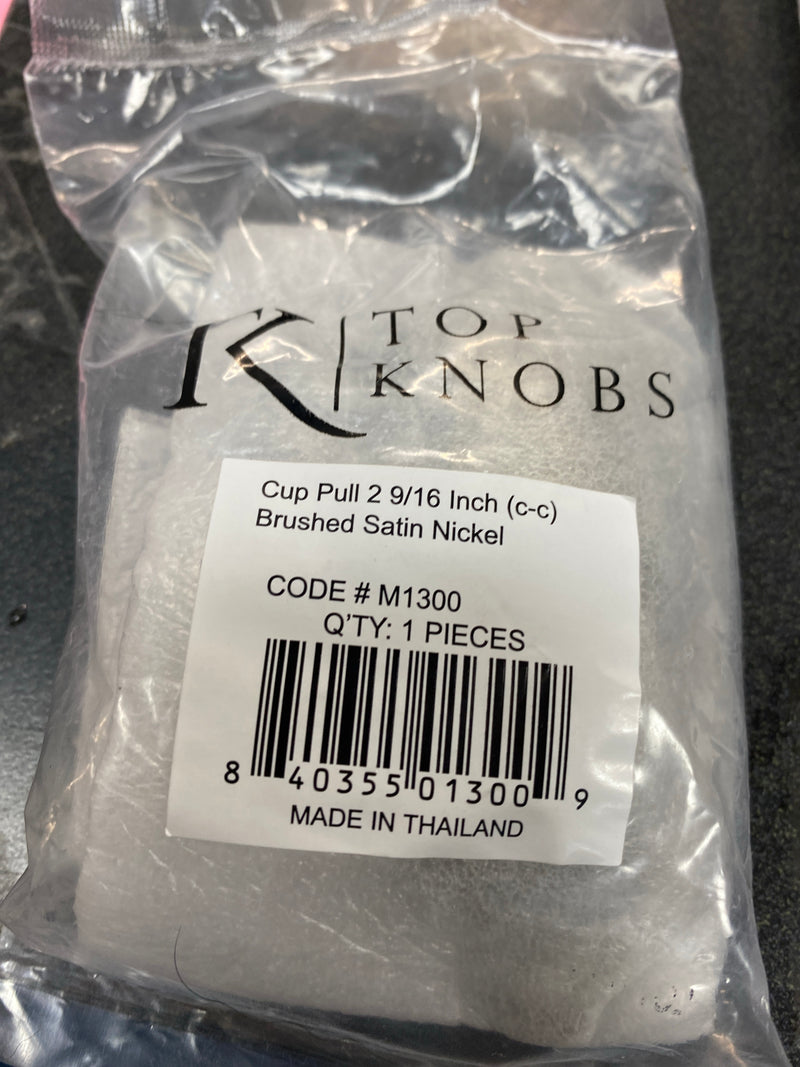 K TOP
KNOBS
Cup Pull 2 9/16 Inch (c-c)
Brushed Satin Nickel
CODE # M1300
Q'TY: 1 PIECES
8 40355 01300 9
MADE IN THAILAND